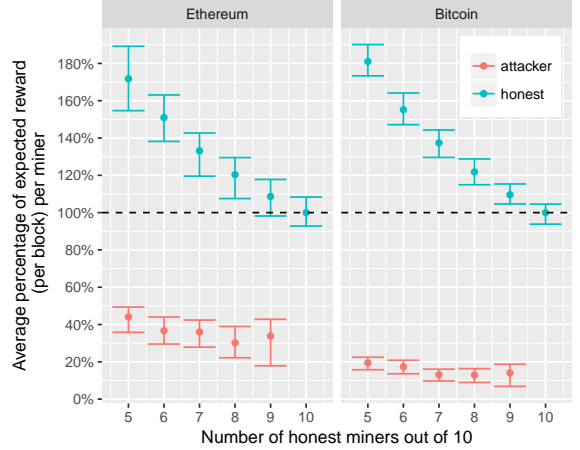 Ethereum
Bitcoin
Average percentage of expected reward
(per block) per miner
180%
160%
140%
120%
100%
80%
60%
40%
20%
0%
attacker
honest
5 6 7 8 9 10
5 6 7 8 9 10
Number of honest miners out of 10